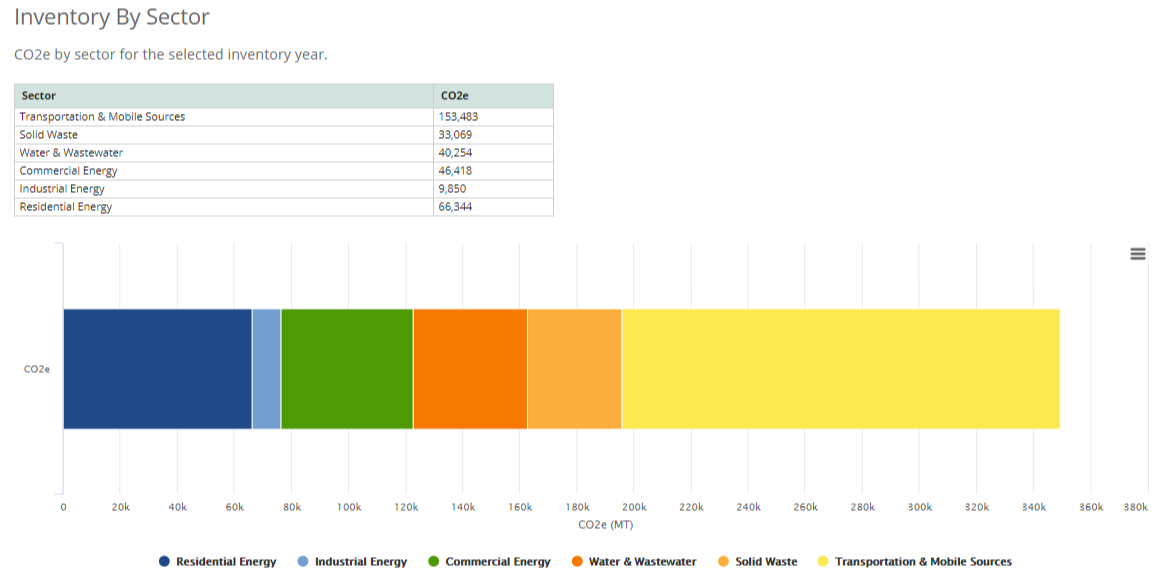 Inventory By Sector
CO2e by sector for the selected inventory year.
Sector CO2e
Transportation & Mobile Sources 153,483
Solid Waste 33,069
Water & Wastewater 40,254
Commercial Energy 46,418
Industrial Energy 9,850
Residential Energy 66,344
CO2e
0 20k 40k 60k 80k 100k 120k 140k 160k 180k 200k 220k 240k 260k 280k 300k 320k 340k 360k 380k
CO2e (MT)
Residential Energy Industrial Energy Commercial Energy Water & Wastewater Solid Waste Transportation & Mobile Sources